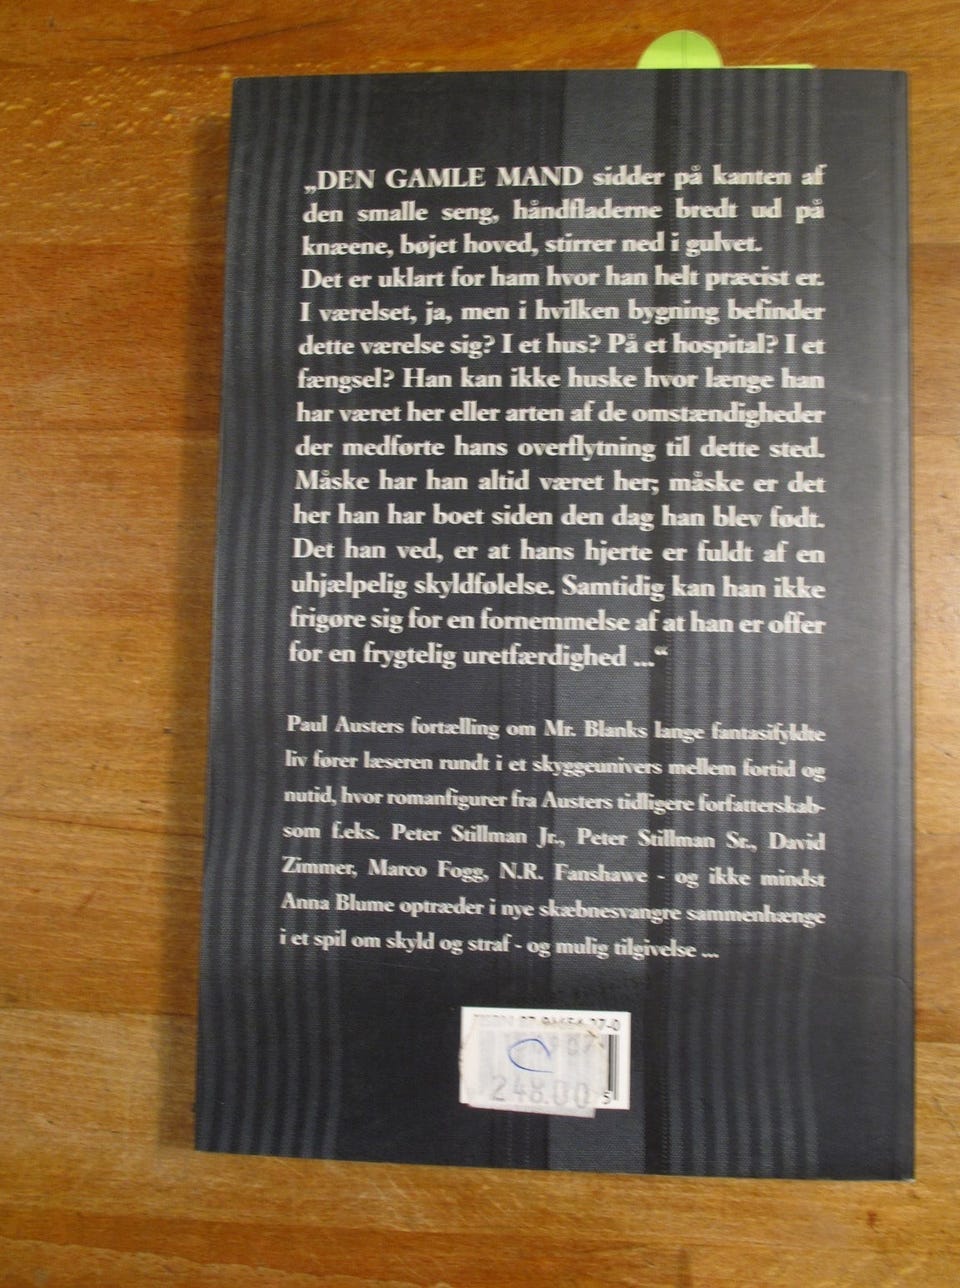 „DEN GAMLE MAND sidder på kanten af
den smalle seng, håndfladerne bredt ud på
knæene, bøjet hoved, stirrer ned i gulvet.
Det er uklart for ham hvor han helt præcist er.
I værelset, ja, men i hvilken bygning befinder
dette værelse sig? I et hus? På et hospital? I et
fængsel? Han kan ikke huske hvor længe han
har været her eller arten af de omstændigheder
der medførte hans overflytning til dette sted.
Måske har han altid været her; måske er det
her han har boet siden den dag han blev født.
Det han ved, er at hans hjerte er fuldt af en
uhjælpelig skyldfølelse. Samtidig kan han ikke
frigøre sig for en fornemmelse af at han er offer
for en frygtelig uretfærdighed ...“
Paul Austers fortælling om Mr. Blanks lange fantasifyldte
liv fører læseren rundt i et skyggeunivers mellem fortid og
nutid, hvor romanfigurer fra Austers tidligere forfatterskab-
som f.eks. Peter Stillman Jr., Peter Stillman Sr., David
Zimmer, Marco Fogg, N.R. Fanshawe - og ikke mindst
Anna Blume optræder i nye skæbnesvangre sammenhænge
i et spil om skyld og straf - og mulig tilgivelse ...
248.00
5